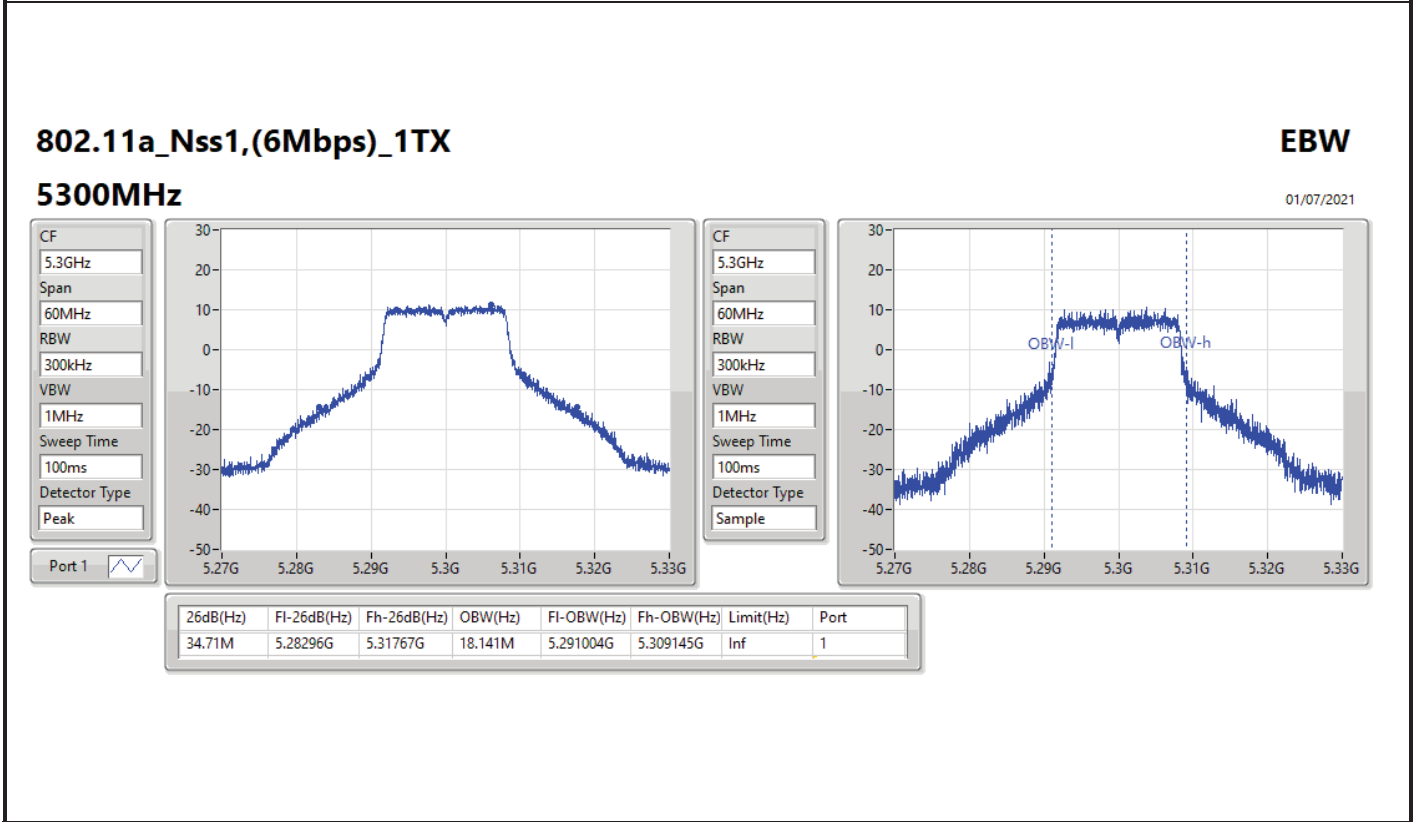 802.11a_Nss1,(6Mbps)_1TX
EBW
5300MHz
01/07/2021
CF
5.3GHz
Span
60MHz
RBW
300kHz
VBW
1MHz
Sweep Time
100ms
Detector Type
Peak
Port 1
30
20
10
0
-10
-20
-30
-40
-50
5.27G 5.28G 5.29G 5.3G 5.31G 5.32G 5.33G
CF
5.3GHz
Span
60MHz
RBW
300kHz
VBW
1MHz
Sweep Time
100ms
Detector Type
Sample
30
20
10
0
-10
-20
-30
-40
-50
OBW-l OBW-h
5.27G 5.28G 5.29G 5.3G 5.31G 5.32G 5.33G
26dB(Hz) Fl-26dB(Hz) Fh-26dB(Hz) OBW(Hz) Fl-OBW(Hz) Fh-OBW(Hz) Limit(Hz) Port
34.71M 5.28296G 5.31767G 18.141M 5.291004G 5.309145G Inf 1